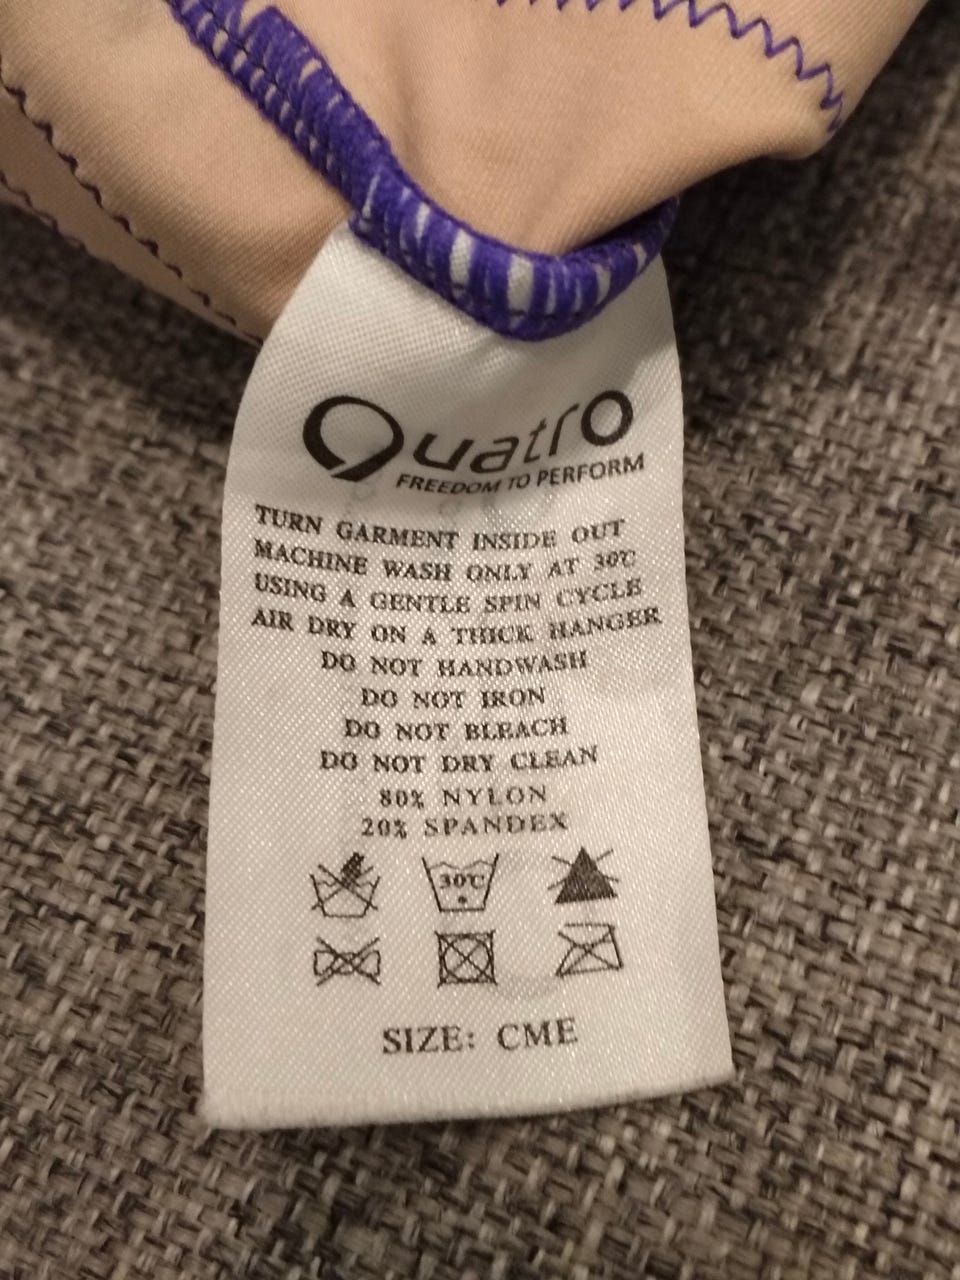 Quatro
FREEDOM TO PERFORM
TURN GARMENT INSIDE OUT
MACHINE WASH ONLY AT 30℃
USING A GENTLE SPIN CYCLE
AIR DRY ON A THICK HANGER
DO NOT HANDWASH
DO NOT IRON
DO NOT BLEACH
DO NOT DRY CLEAN
80% NYLON
20% SPANDEX
30℃
SIZE: CME